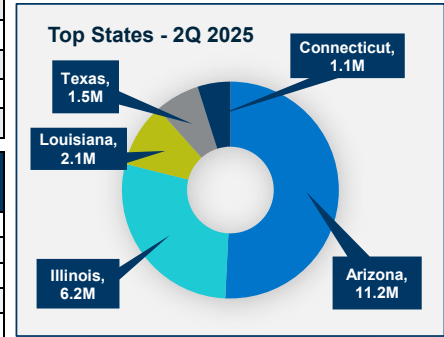 Top States - 2Q 2025
Connecticut,
1.1M
Texas,
1.5M
Louisiana,
2.1M
Illinois,
6.2M
Arizona,
11.2M